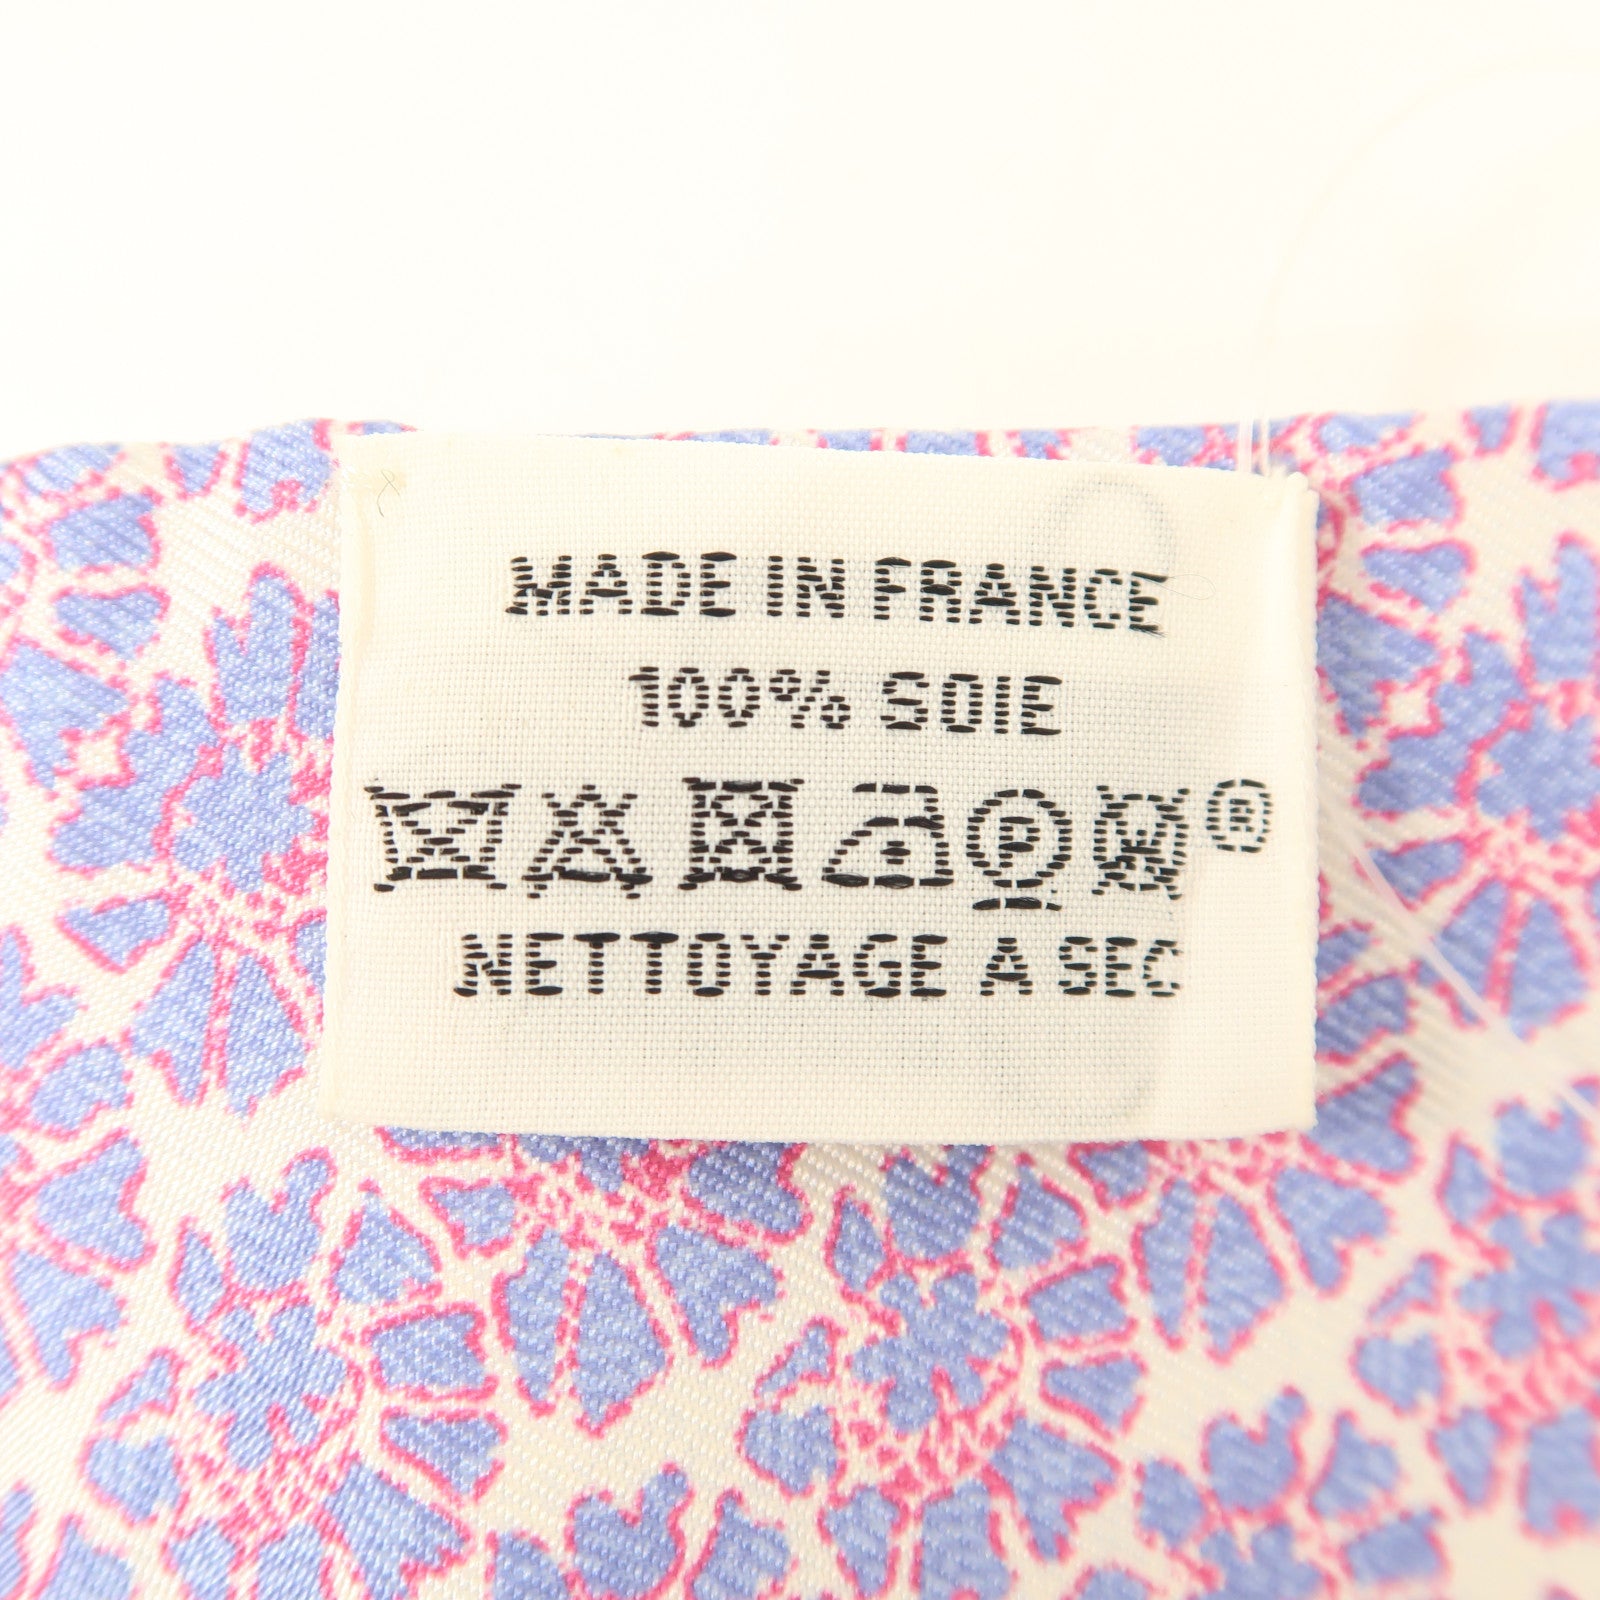 MADE IN FRANCE
100% SOIE
P W ®
NETTOYAGE A SEC